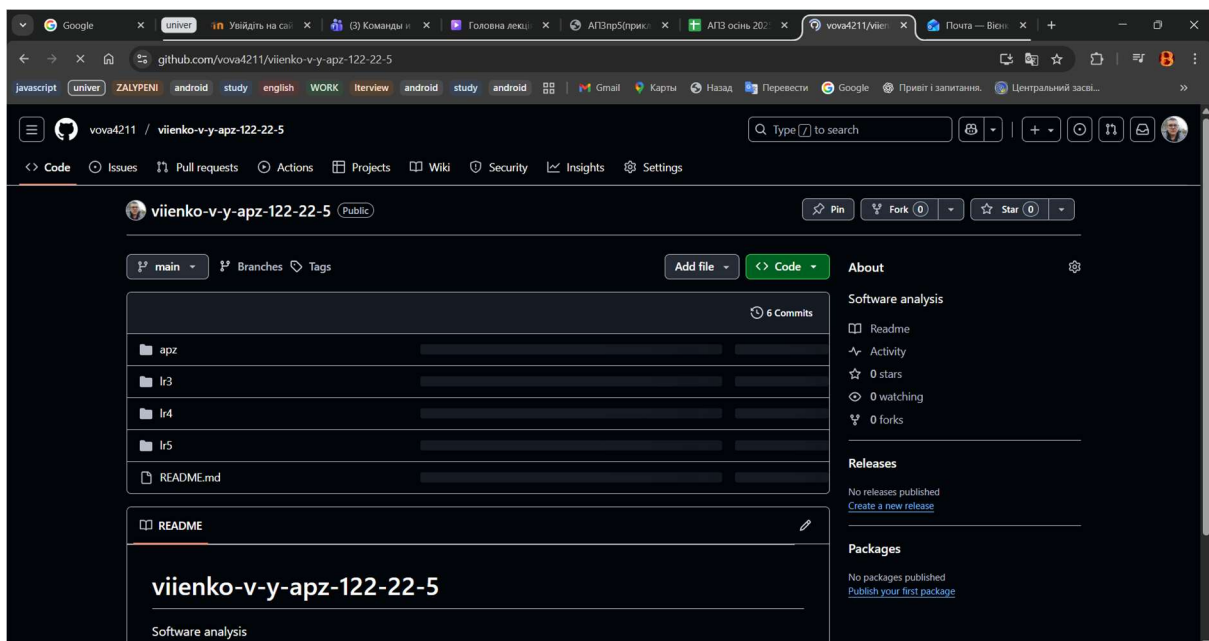 Google
univer
Увійдіть на сай
(3) Команды и
Головна лекці
АПЗпр5(прикл
АПЗ осінь 202
vova4211/viien
Почта — Вієн
github.com/vova4211/viienko-v-y-apz-122-22-5
javascript univer ZALYPENI android study english WORK Iterview android study android Gmail Карты Назад Перевести Google Привіт і запитання. Центральний засві...
vova4211 / viienko-v-y-apz-122-22-5
Type / to search
Code Issues Pull requests Actions Projects Wiki Security Insights Settings
viienko-v-y-apz-122-22-5 Public
Pin Fork 0 Star 0
main Branches Tags
Add file Code
6 Commits
apz
lr3
lr4
lr5
README.md
README
viienko-v-y-apz-122-22-5
Software analysis
About
Software analysis
Readme
Activity
0 stars
0 watching
0 forks
Releases
No releases published
Create a new release
Packages
No packages published
Publish your first package